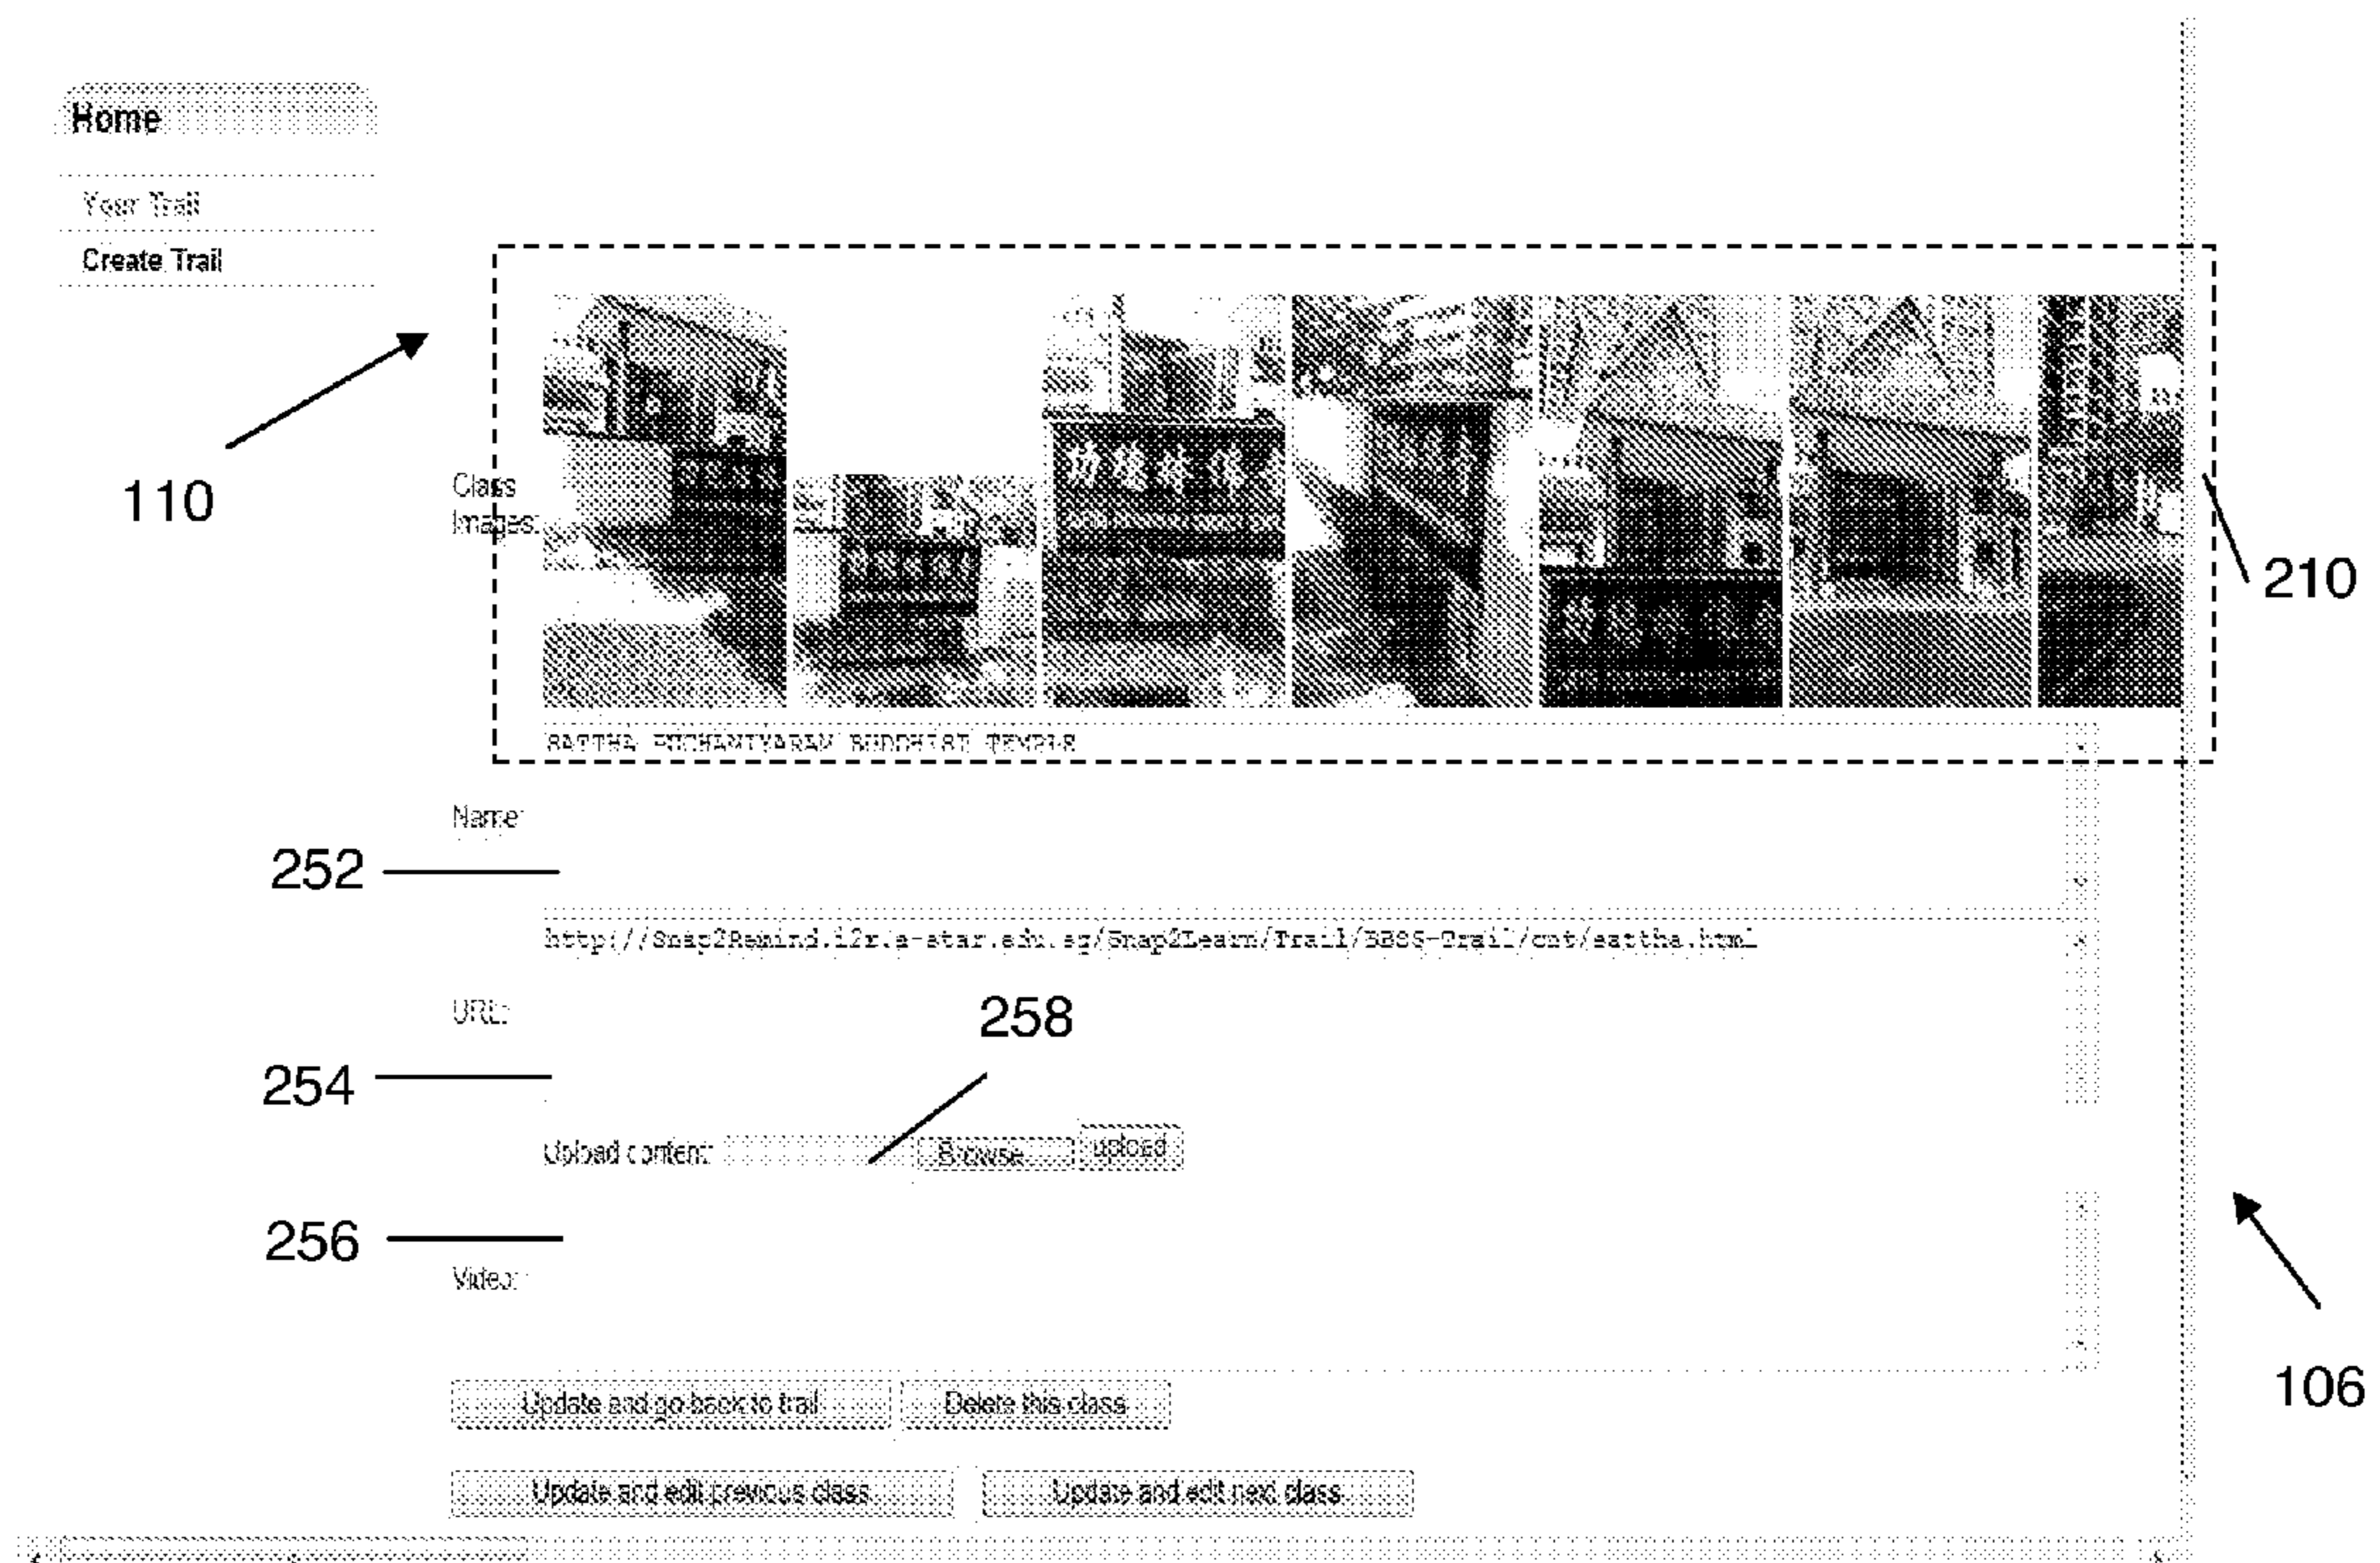 Home
Your Trail
Create Trail
110
Class
Images:
210
BUDDHIST TEMPLE
Name:
252
http://Snap2Remind.i2r.a-star.edu.sg/Snap2Learn/Trail/BBSS-Trail/cnt/sattha.html
URL:
258
254
Upload content: Browse... upload
256
Video:
106
Update and go back to trail Delete this class
Update and edit previous class Update and edit next class